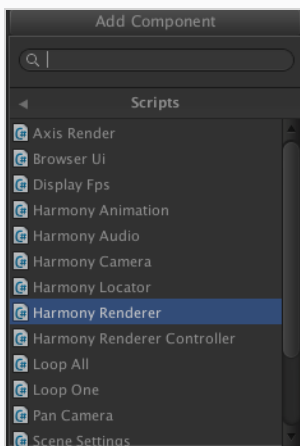 Add Component
Scripts
Axis Render
Browser Ui
Display Fps
Harmony Animation
Harmony Audio
Harmony Camera
Harmony Locator
Harmony Renderer
Harmony Renderer Controller
Loop All
Loop One
Pan Camera
Scene Settings